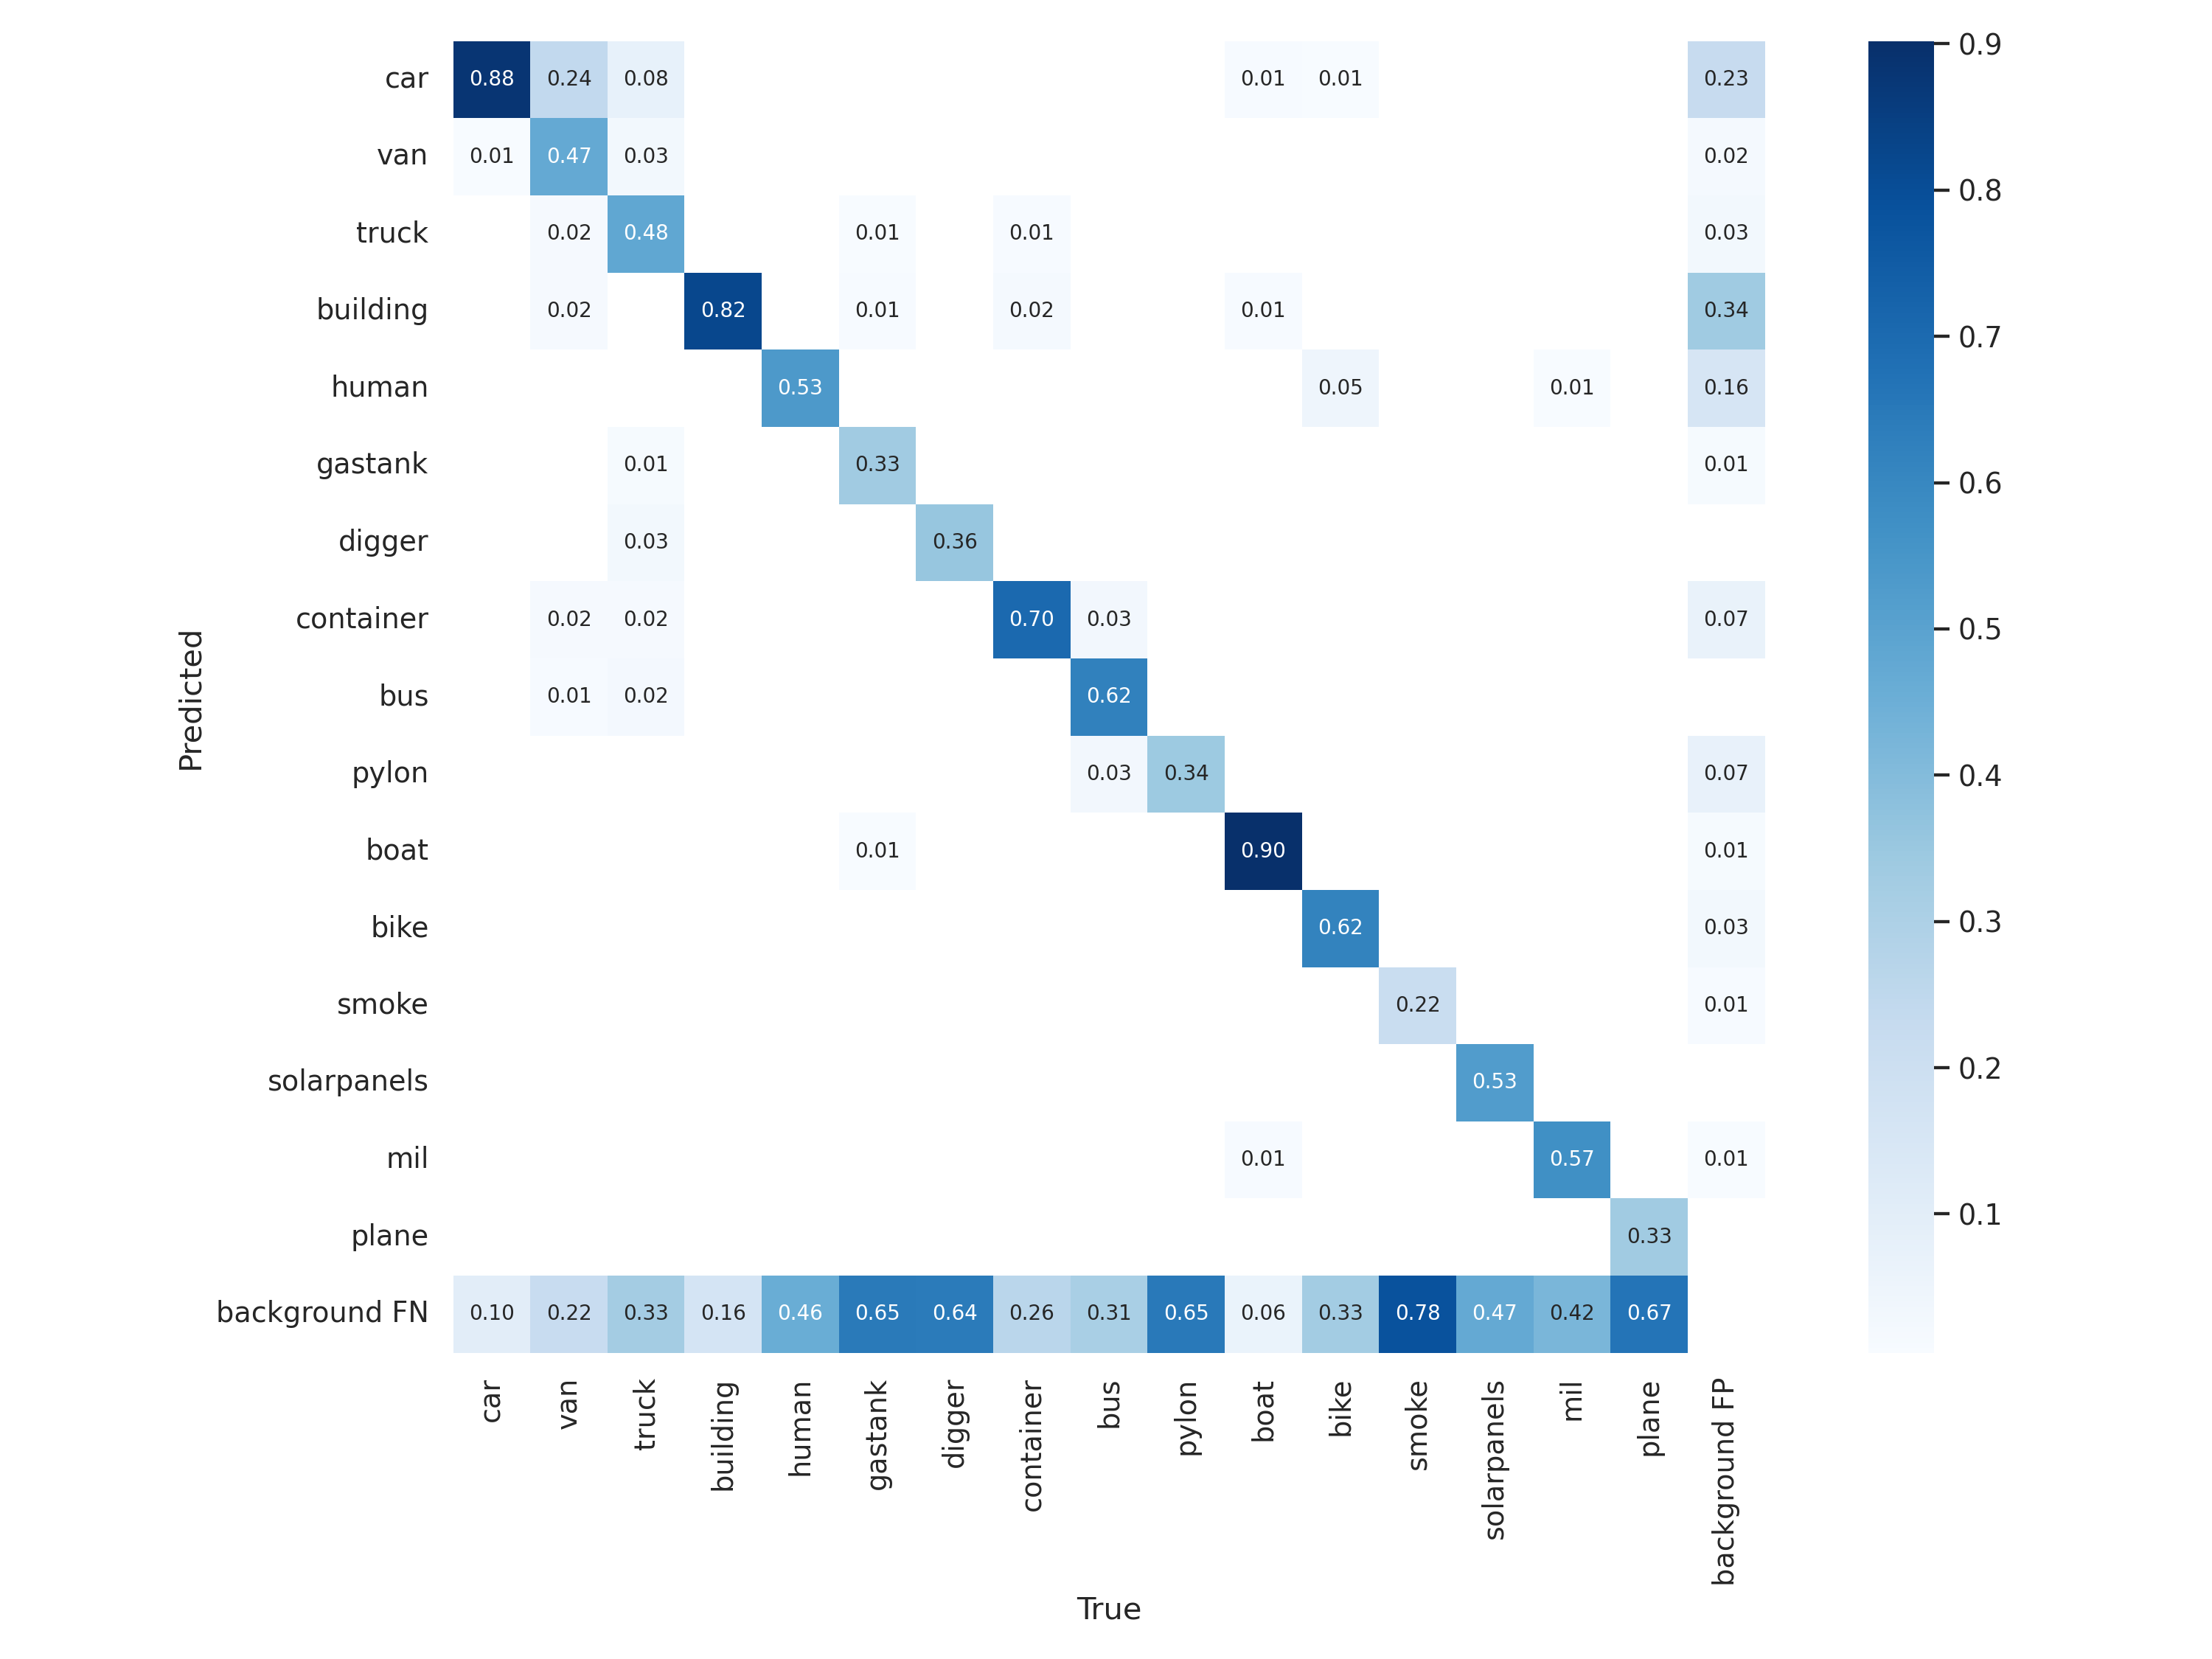 car 0.88 0.24 0.08 0.01 0.01 0.23
van 0.01 0.47 0.03 0.02
truck 0.02 0.48 0.01 0.01 0.03
building 0.02 0.82 0.01 0.02 0.01 0.34
human 0.53 0.05 0.01 0.16
gastank 0.01 0.33 0.01
digger 0.03 0.36
container 0.02 0.02 0.70 0.03 0.07
bus 0.01 0.02 0.62
pylon 0.03 0.34 0.07
boat 0.01 0.90 0.01
bike 0.62 0.03
smoke 0.22 0.01
solarpanels 0.53
mil 0.01 0.57 0.01
plane 0.33
background FN 0.10 0.22 0.33 0.16 0.46 0.65 0.64 0.26 0.31 0.65 0.06 0.33 0.78 0.47 0.42 0.67
Predicted
car
van
truck
building
human
gastank
digger
container
bus
pylon
boat
bike
smoke
solarpanels
mil
plane
background FP
True
0.9
0.8
0.7
0.6
0.5
0.4
0.3
0.2
0.1